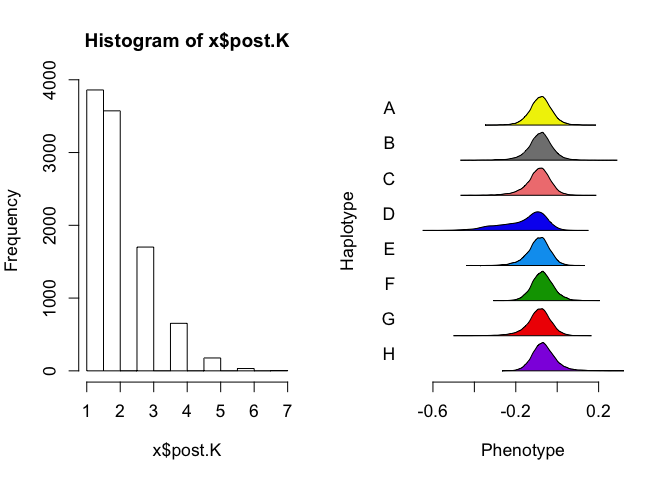 Histogram of x$post.K
Frequency
4000
3000
2000
1000
0
1 2 3 4 5 6 7
x$post.K
Haplotype
A
B
C
D
E
F
G
H
-0.6 -0.2 0.2
Phenotype